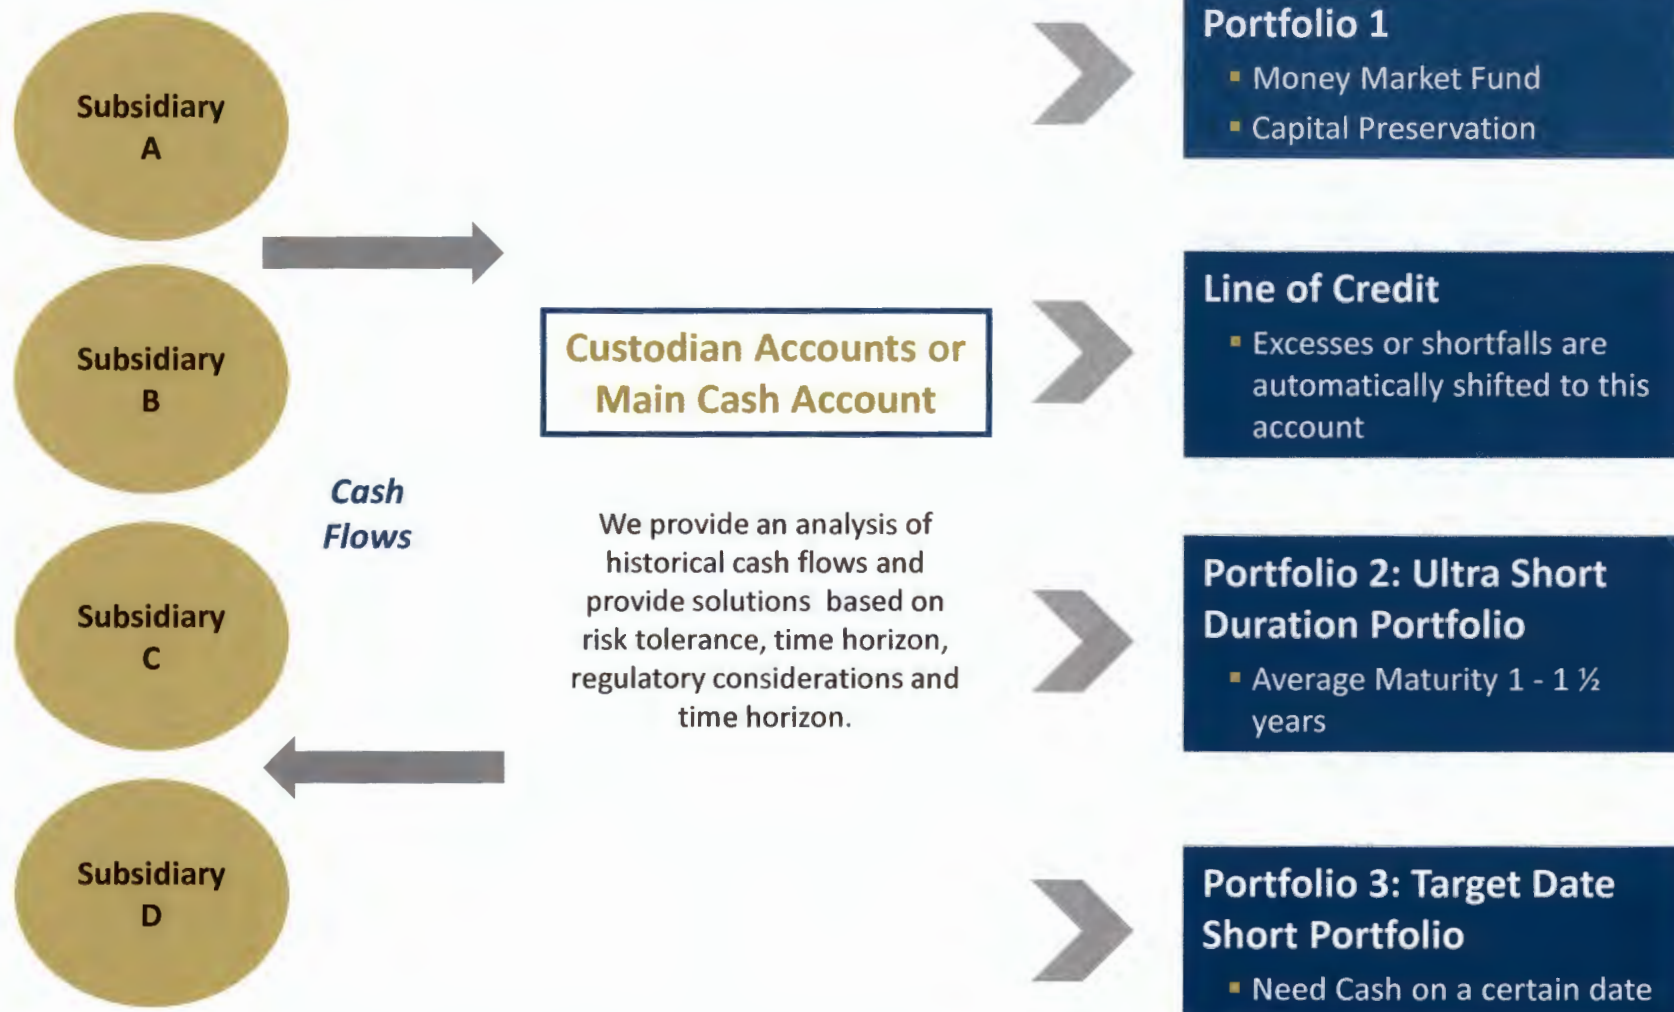 Subsidiary
A
Subsidiary
B
Subsidiary
C
Subsidiary
D
Cash
Flows
Custodian Accounts or
Main Cash Account
We provide an analysis of
historical cash flows and
provide solutions  based on
risk tolerance, time horizon,
regulatory considerations and
time horizon.
Portfolio 1
▪ Money Market Fund
▪ Capital Preservation
Line of Credit
▪ Excesses or shortfalls are
automatically shifted to this
account
Portfolio 2: Ultra Short
Duration Portfolio
▪ Average Maturity 1 - 1 ½
years
Portfolio 3: Target Date
Short Portfolio
▪ Need Cash on a certain date